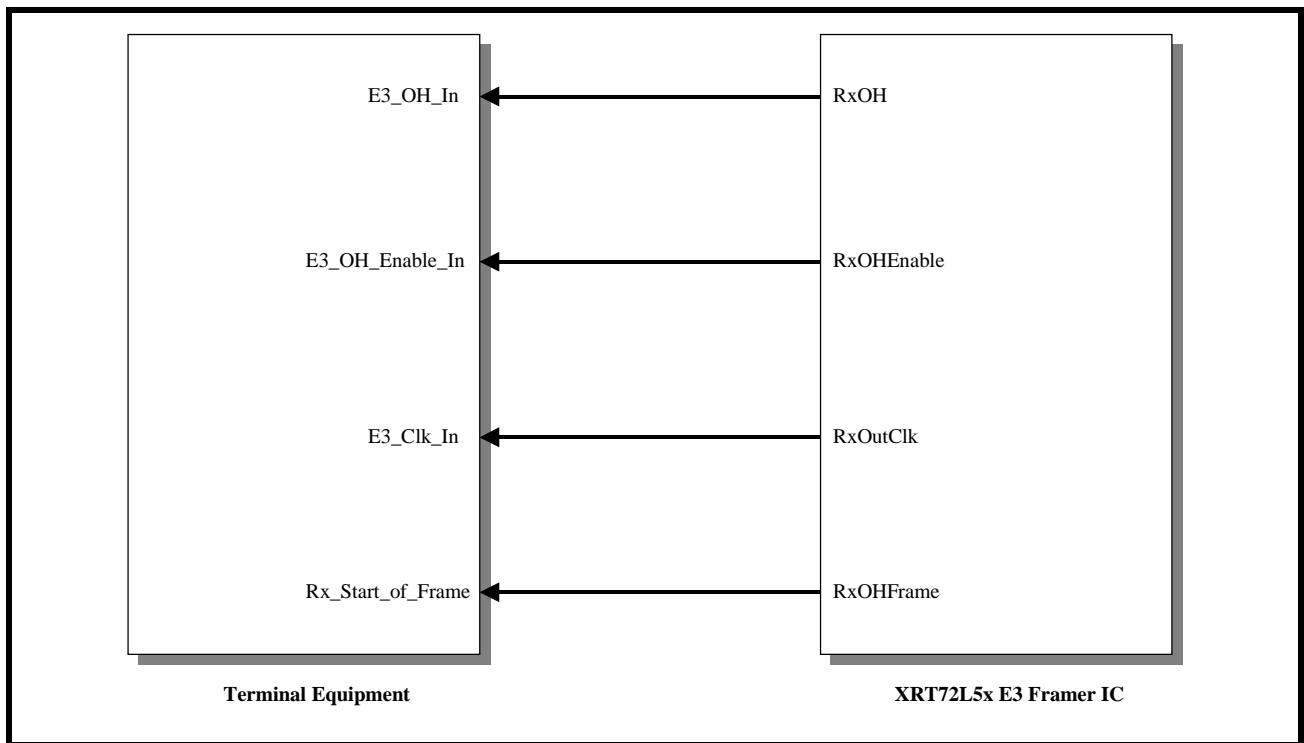 E3_OH_In
RxOH
E3_OH_Enable_In
RxOHEnable
E3_Clk_In
RxOutClk
Rx_Start_of_Frame
RxOHFrame
Terminal Equipment
XRT72L5x E3 Framer IC